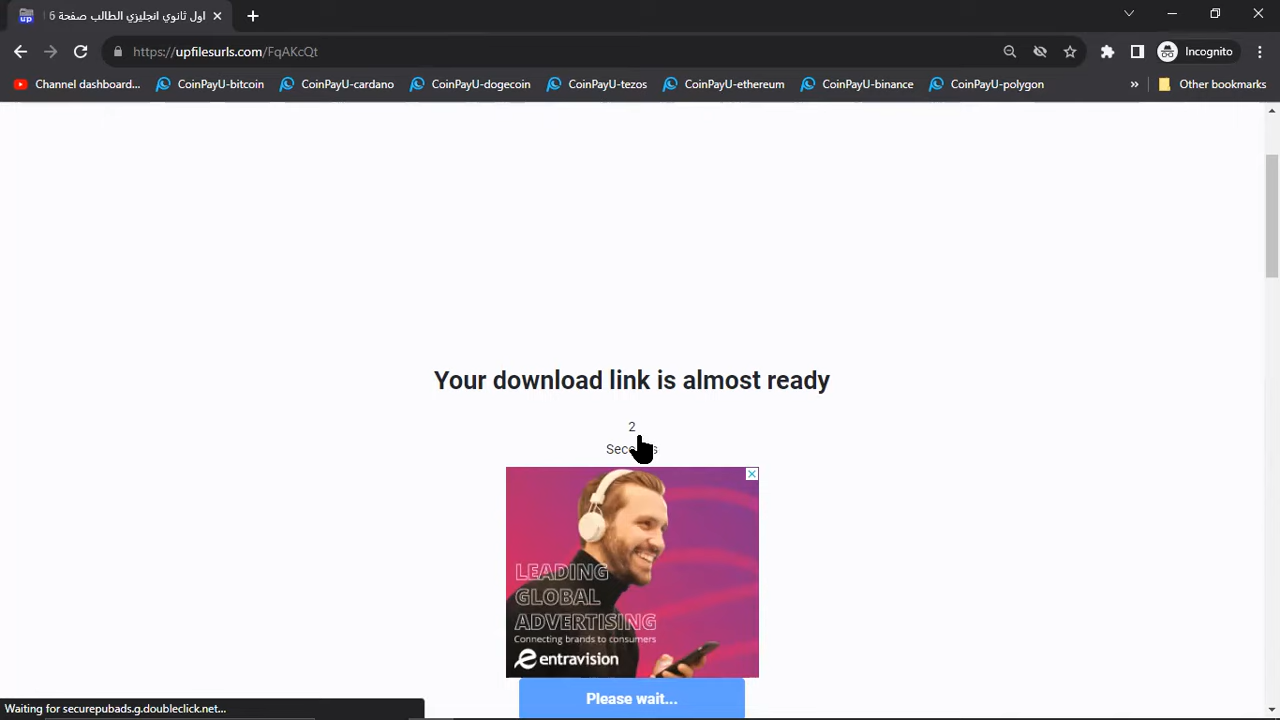 اول ثانوي انجليزي الطالب صفحة 6
https://upfilesurls.com/FqAKcQt
Incognito
Channel dashboard...
CoinPayU-bitcoin
CoinPayU-cardano
CoinPayU-dogecoin
CoinPayU-tezos
CoinPayU-ethereum
CoinPayU-binance
CoinPayU-polygon
»
Other bookmarks
Your download link is almost ready
2
LEADING
GLOBAL
ADVERTISING
Connecting brands to consumers
entravision
Please wait...
Waiting for securepubads.g.doubleclick.net...